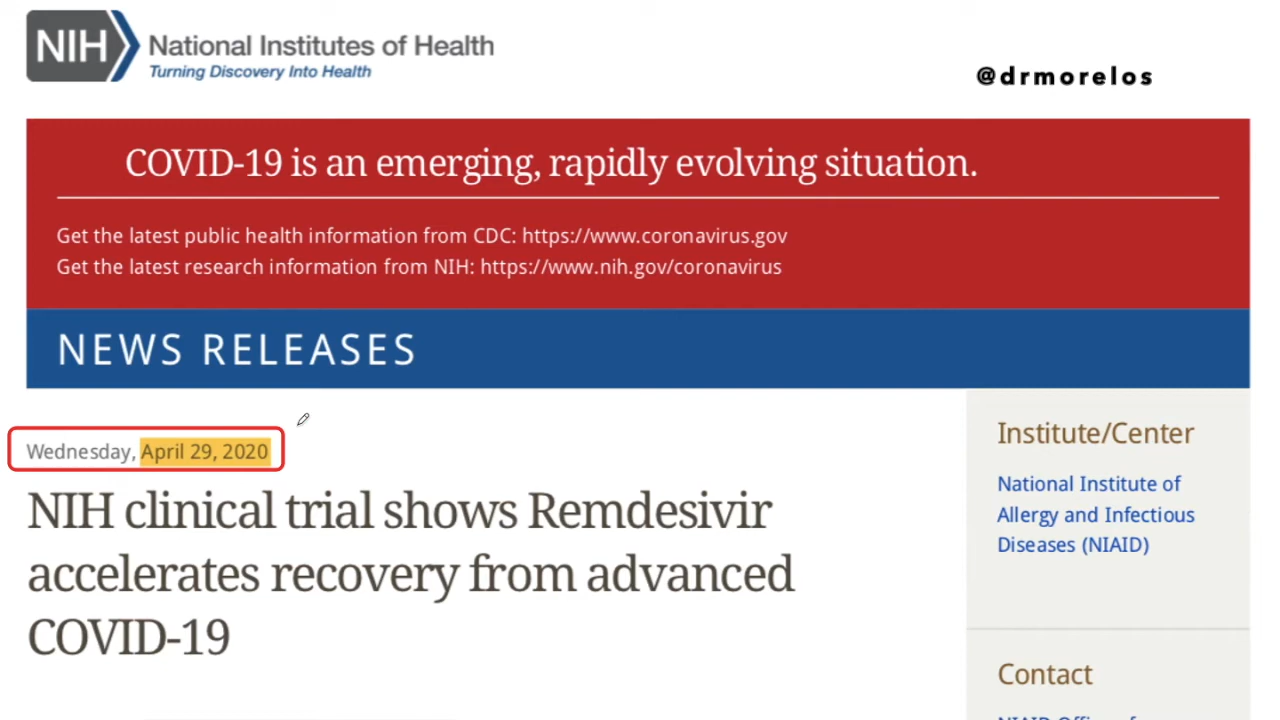 NIH National Institutes of Health
Turning Discovery Into Health
@drmorelos
COVID-19 is an emerging, rapidly evolving situation.
Get the latest public health information from CDC: https://www.coronavirus.gov
Get the latest research information from NIH: https://www.nih.gov/coronavirus
NEWS RELEASES
Wednesday, April 29, 2020
NIH clinical trial shows Remdesivir
accelerates recovery from advanced
COVID-19
Institute/Center
National Institute of
Allergy and Infectious
Diseases (NIAID)
Contact